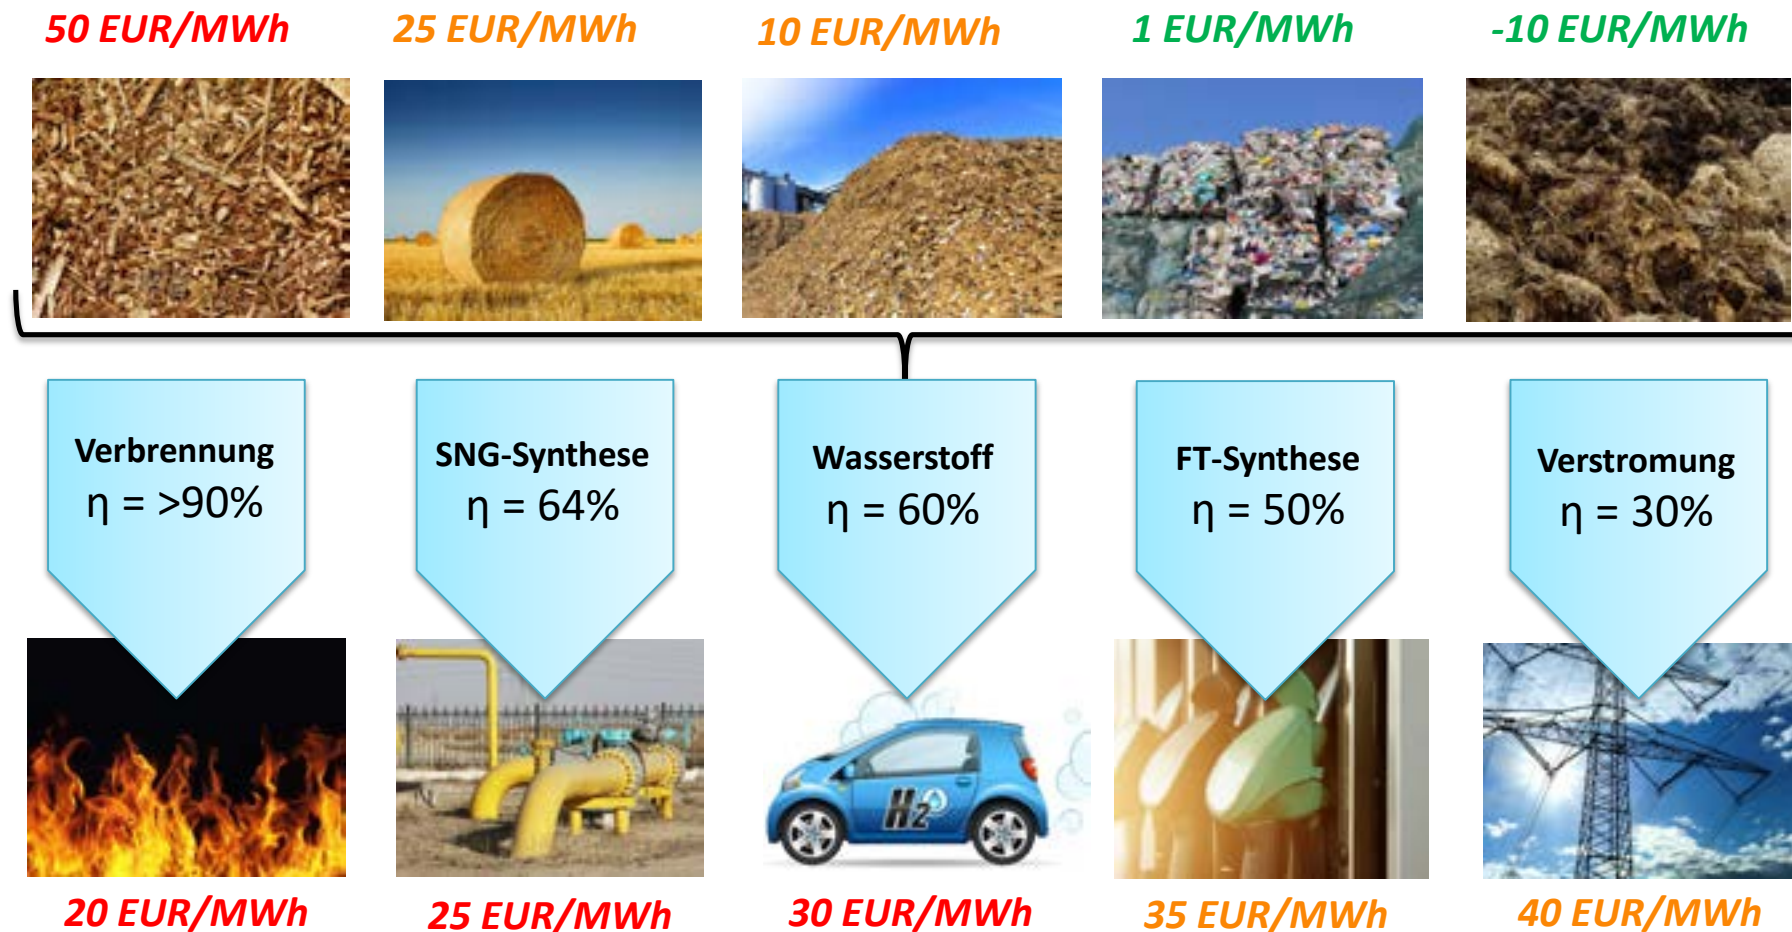 50 EUR/MWh
25 EUR/MWh
10 EUR/MWh
1 EUR/MWh
-10 EUR/MWh
Verbrennung
η = >90%
SNG-Synthese
η = 64%
Wasserstoff
η = 60%
FT-Synthese
η = 50%
Verstromung
η = 30%
H2
20 EUR/MWh
25 EUR/MWh
30 EUR/MWh
35 EUR/MWh
40 EUR/MWh